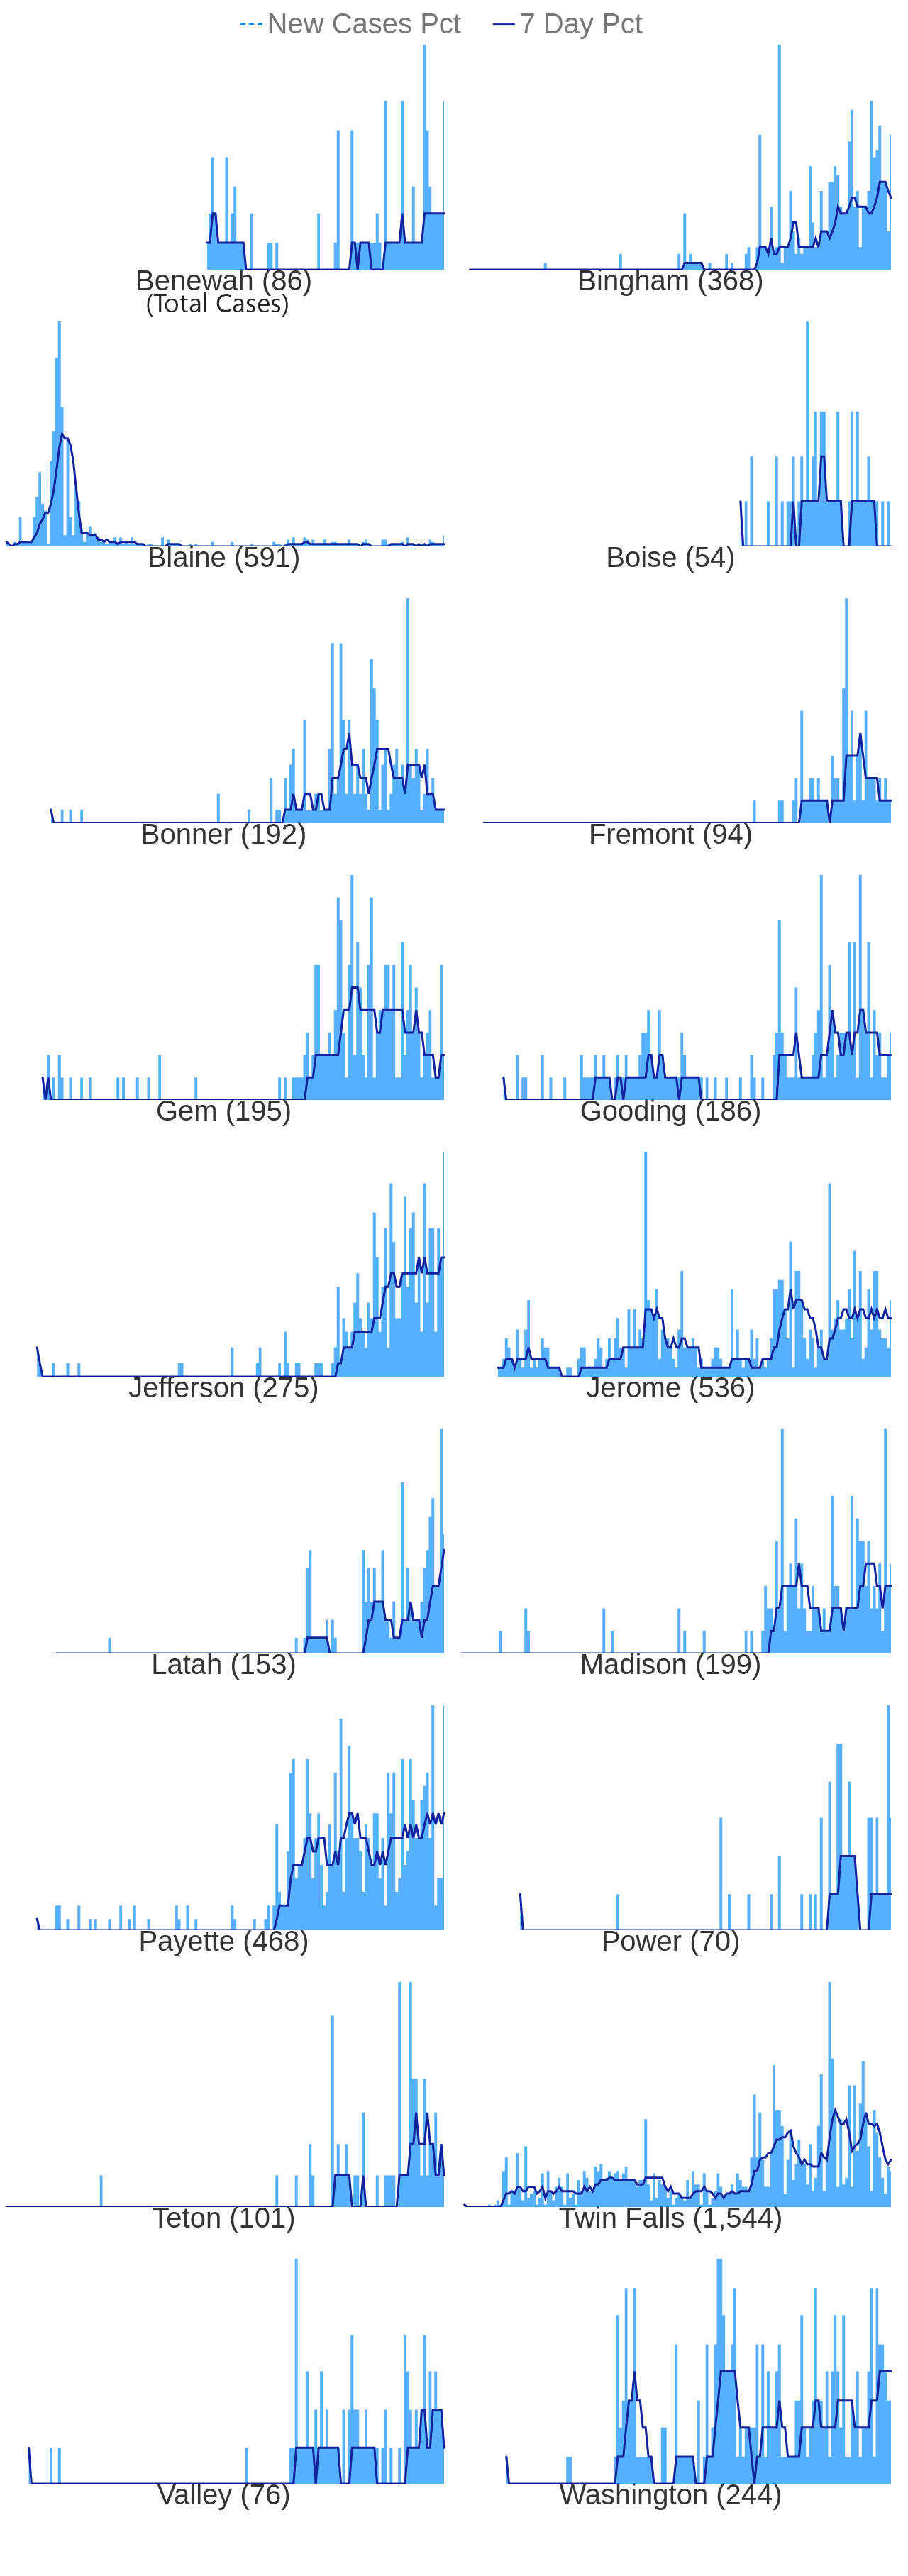 New Cases Pct 7 Day Pct
Benewah (86) Bingham (368)
(Total Cases)
Blaine (591) Boise (54)
Bonner (192) Fremont (94)
Gem (195) Gooding (186)
Jefferson (275) Jerome (536)
Latah (153) Madison (199)
Payette (468) Power (70)
Teton (101) Twin Falls (1,544)
Valley (76) Washington (244)